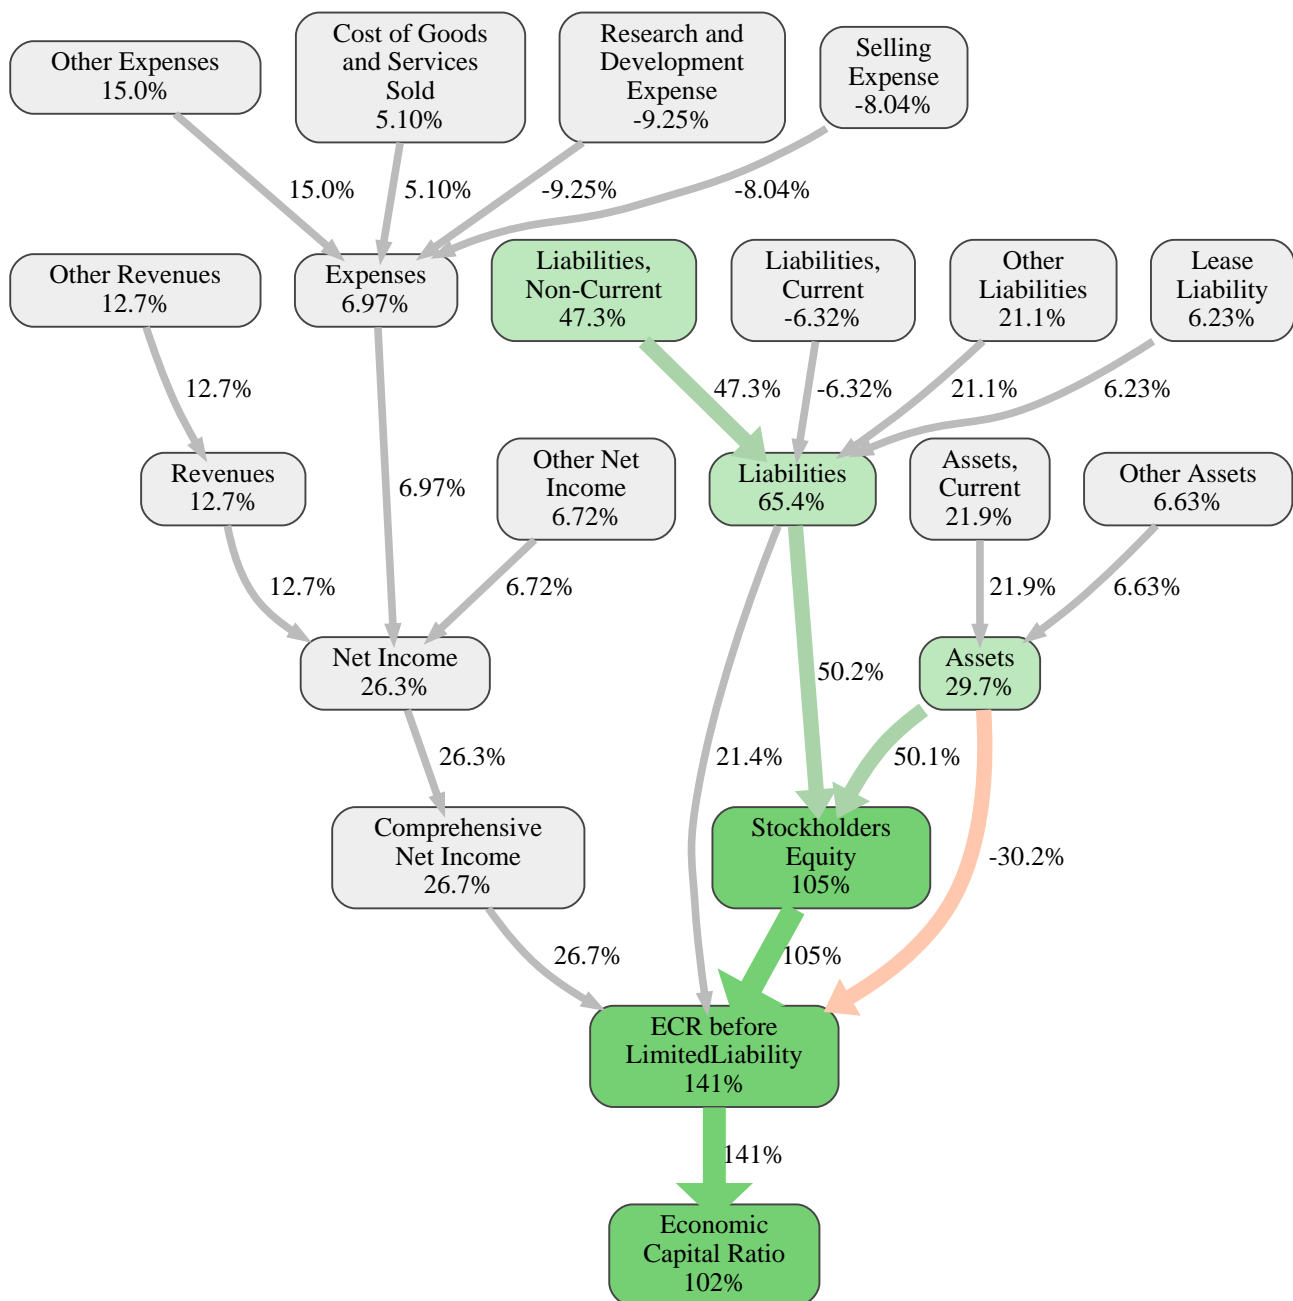 Other Expenses
15.0%
Cost of Goods
and Services
Sold
5.10%
Research and
Development
Expense
-9.25%
Selling
Expense
-8.04%
15.0%
5.10%
-9.25%
-8.04%
Other Revenues
12.7%
Expenses
6.97%
Liabilities,
Non-Current
47.3%
Liabilities,
Current
-6.32%
Other
Liabilities
21.1%
Lease
Liability
6.23%
12.7%
47.3%
-6.32%
21.1%
6.23%
Revenues
12.7%
6.97%
Other Net
Income
6.72%
Liabilities
65.4%
Assets,
Current
21.9%
Other Assets
6.63%
12.7%
6.72%
21.9%
6.63%
Net Income
26.3%
50.2%
Assets
29.7%
26.3%
21.4%
50.1%
Comprehensive
Net Income
26.7%
Stockholders
Equity
105%
-30.2%
26.7%
105%
ECR before
LimitedLiability
141%
141%
Economic
Capital Ratio
102%